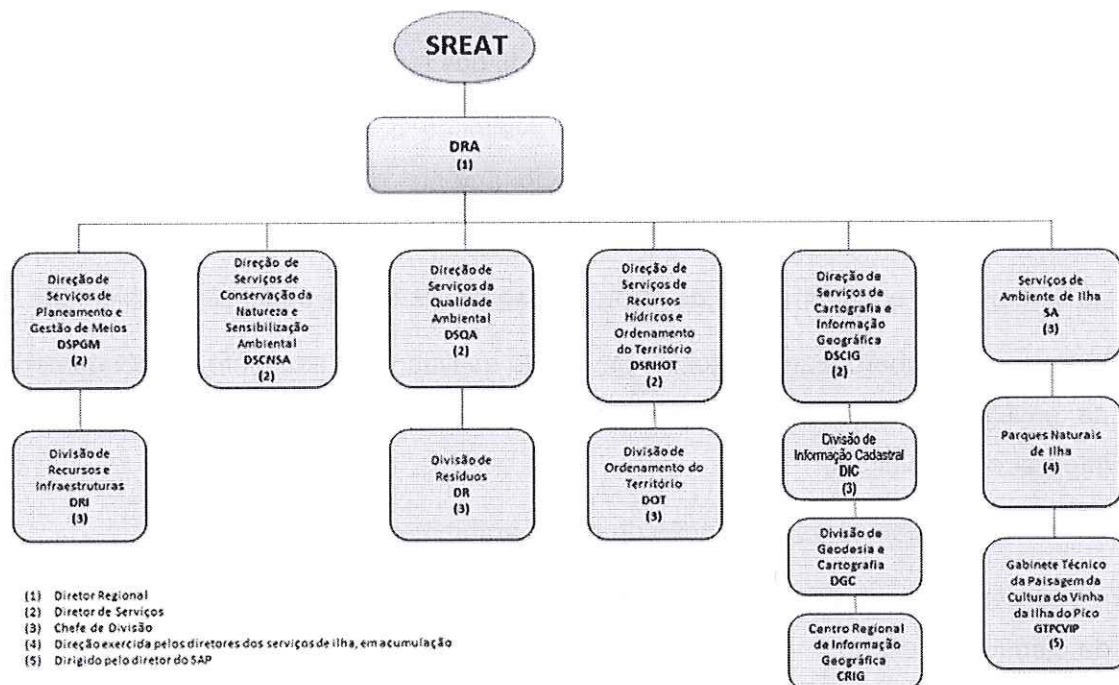 SREAT
DRA
(1)
Direção de
Serviços de
Planeamento e
Gestão de Meios
DSPGM
(2)
Direção de
Serviços de
Conservação da
Natureza e
Sensibilização
Ambiental
DSCNSA
(2)
Direção de
Serviços da
Qualidade
Ambiental
DSQA
(2)
Direção de
Serviços de
Recursos
Hídricos e
Ordenamento
do Território
DSRHOT
(2)
Direção de
Serviços de
Cartografia e
Informação
Geográfica
DSCIG
(2)
Serviços de
Ambiente de Ilha
SA
(3)
Divisão de
Recursos e
Infraestruturas
DRI
(3)
Divisão de
Resíduos
DR
(3)
Divisão de
Ordenamento do
Território
DOT
(3)
Divisão de
Informação Cadastral
DIC
(3)
Parques Naturais
de Ilha
(4)
Divisão de
Geodesia e
Cartografia
DGC
Gabinete Técnico
da Paisagem da
Cultura da Vinha
da Ilha do Pico
GTPCVIP
(5)
Centro Regional
de Informação
Geográfica
CRIG
(1) Diretor Regional
(2) Diretor de Serviços
(3) Chefe de Divisão
(4) Direção exercida pelos diretores dos serviços de ilha, em acumulação
(5) Dirigido pelo diretor do SAP